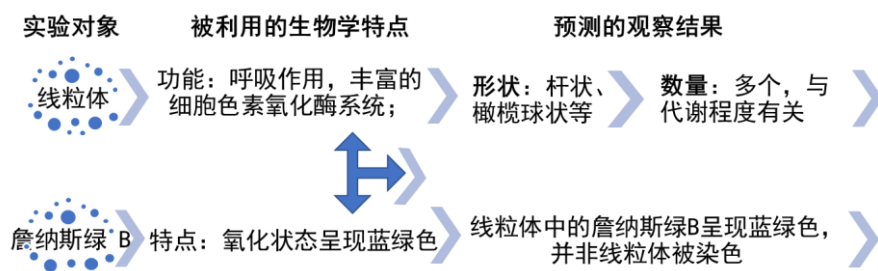 实验对象 被利用的生物学特点 预测的观察结果
线粒体
功能：呼吸作用，丰富的
细胞色素氧化酶系统；
形状：杆状、
橄榄球状等
数量：多个，与
代谢程度有关
詹纳斯绿 B
特点：氧化状态呈现蓝绿色
线粒体中的詹纳斯绿B呈现蓝绿色，
并非线粒体被染色